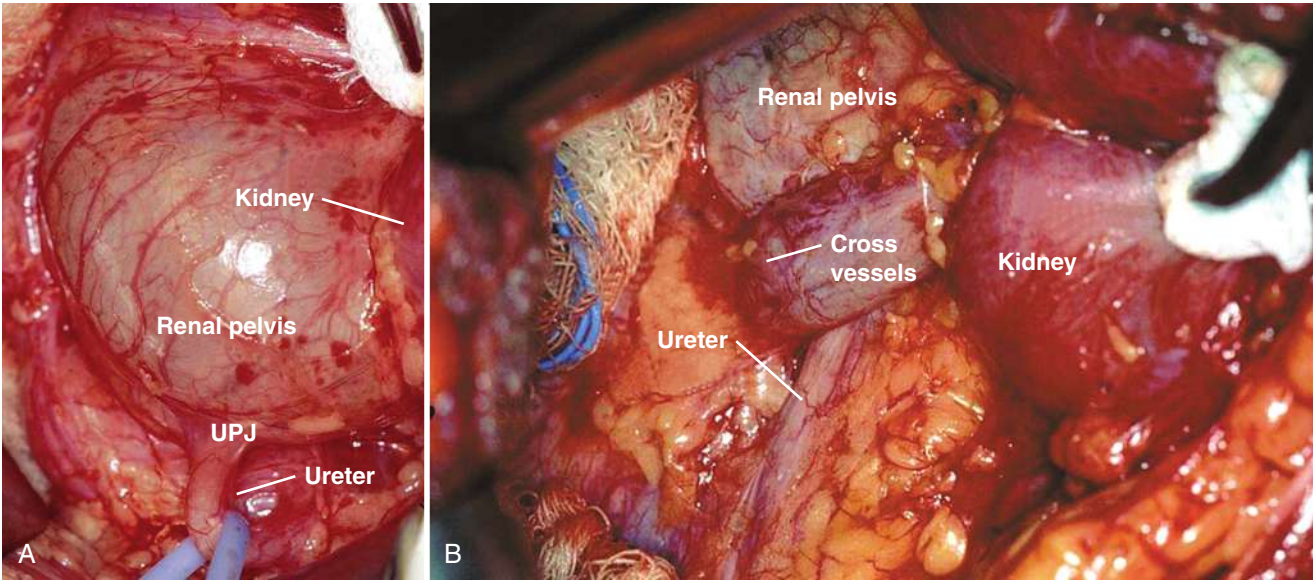 Kidney
Renal pelvis
UPJ
Ureter
A
Renal pelvis
Cross
vessels
Kidney
Ureter
B